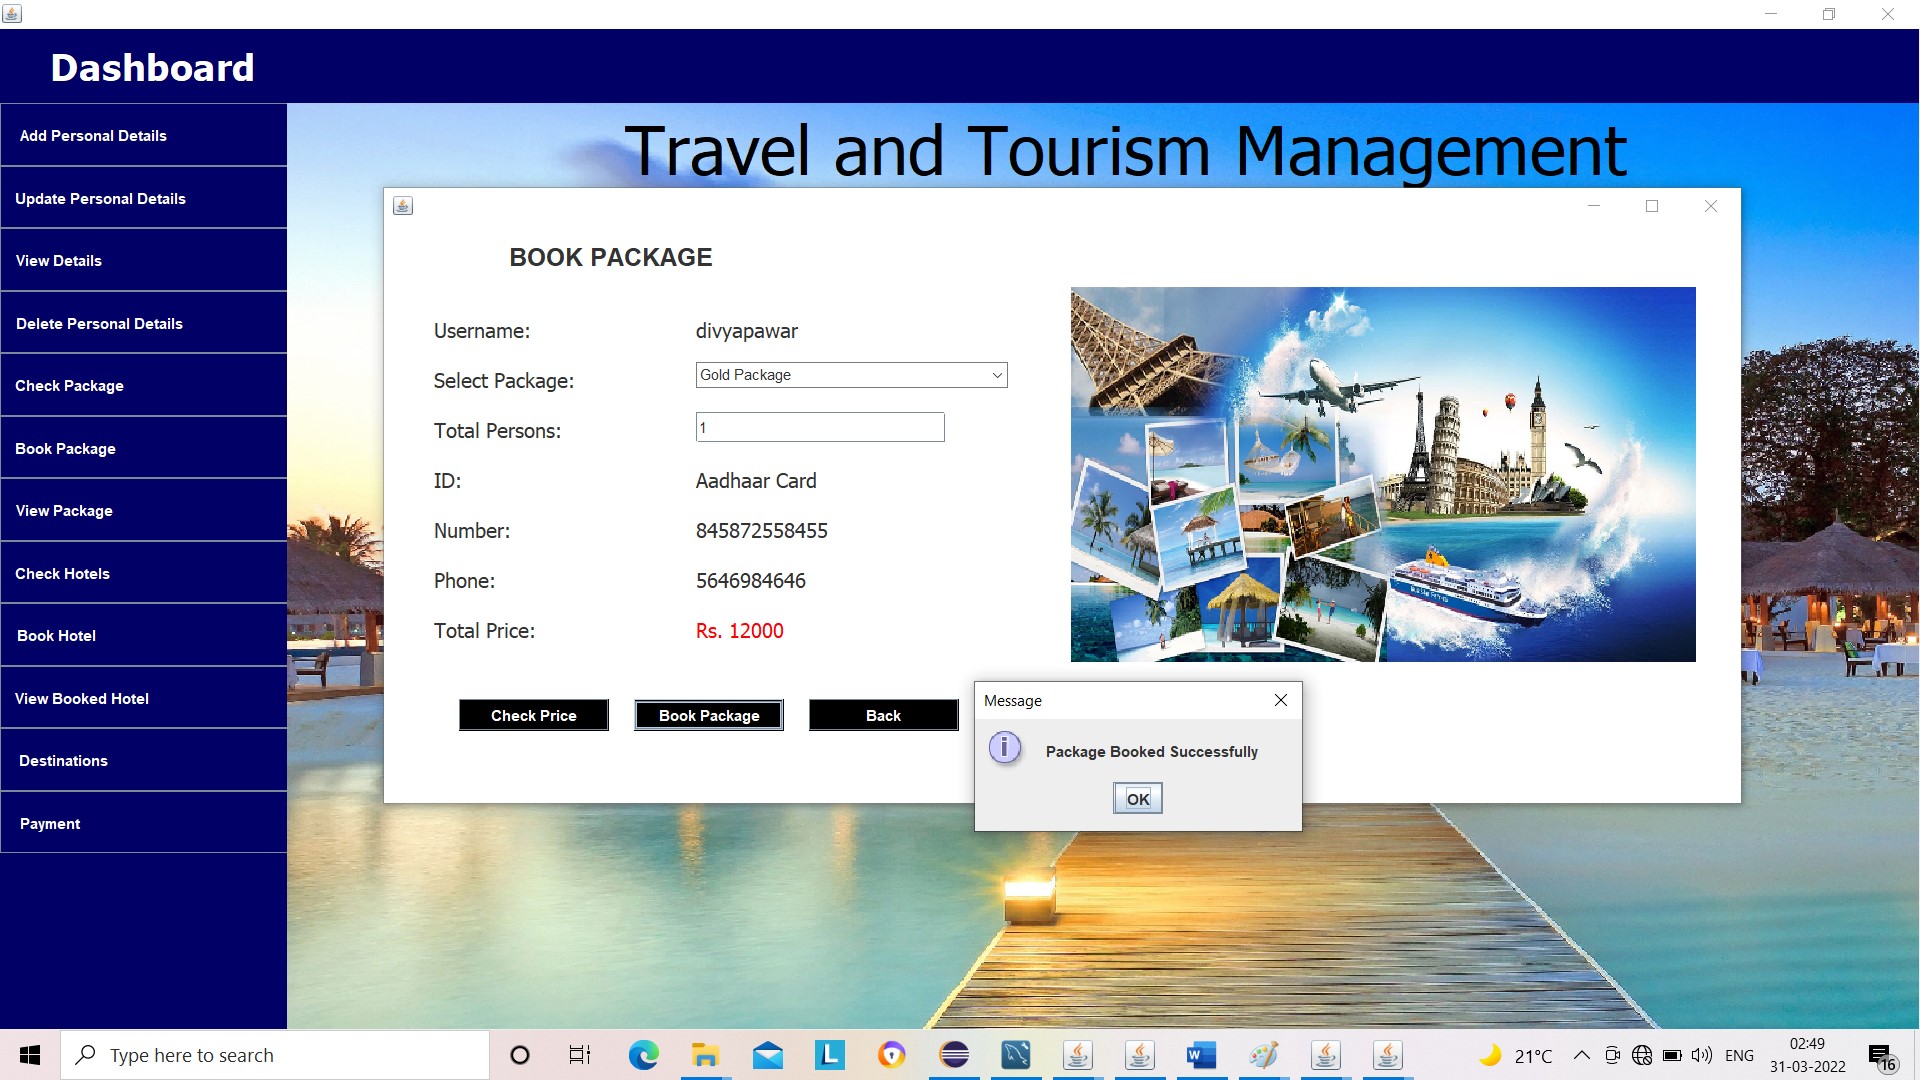 Dashboard
Travel and Tourism Management
Add Personal Details
Update Personal Details
View Details
Delete Personal Details
Check Package
Book Package
View Package
Check Hotels
Book Hotel
View Booked Hotel
Destinations
Payment
BOOK PACKAGE
Username: divyapawar
Select Package: Gold Package
Total Persons: 1
ID: Aadhaar Card
Number: 845872558455
Phone: 5646984646
Total Price: Rs. 12000
Check Price Book Package Back
Message
i
Package Booked Successfully
OK
Type here to search
L
W
21°C
ENG
02:49
31-03-2022
16